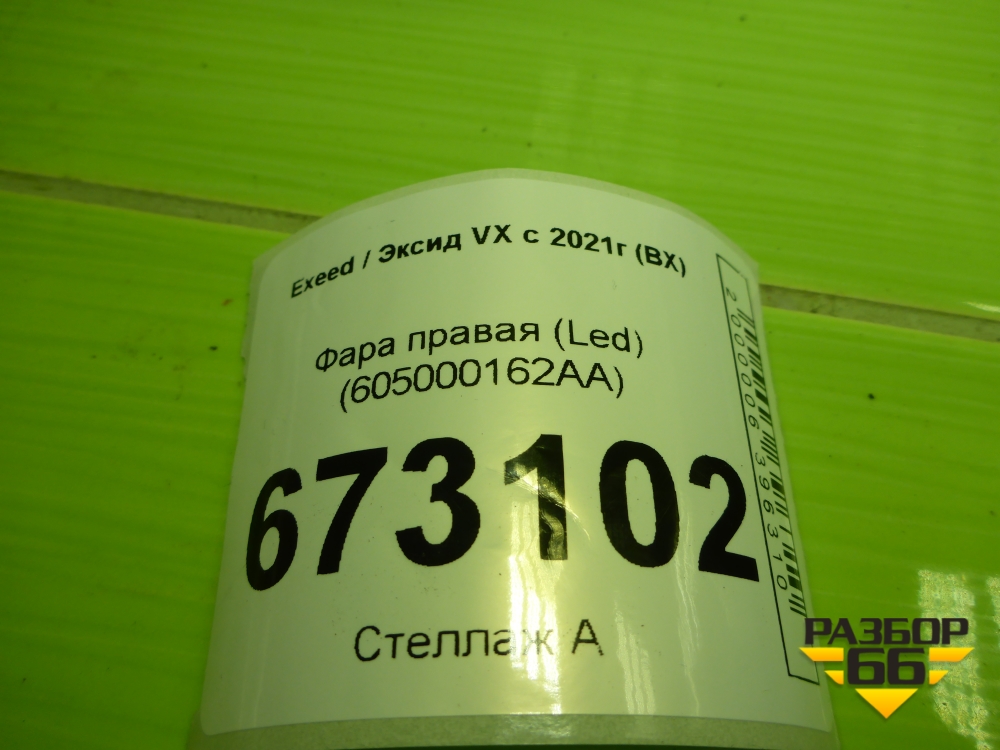 Exeed / Эксид VX с 2021г (BX)
Фара правая (Led)
(605000162AA)
673102
Стеллаж А
2000006396310
РАЗБОР
66